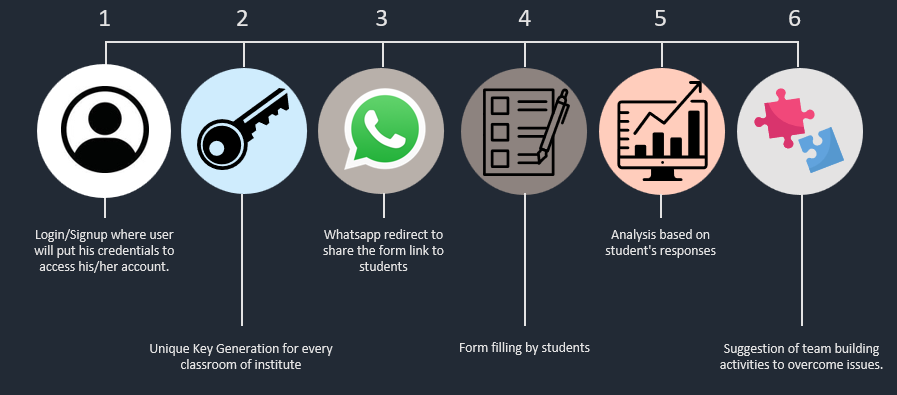 1
2
3
4
5
6
Login/Signup where user
will put his credentials to
access his/her account.
Unique Key Generation for every
classroom of institute
Whatsapp redirect to
share the form link to
students
Form filling by students
Analysis based on
student's responses
Suggestion of team building
activities to overcome issues.